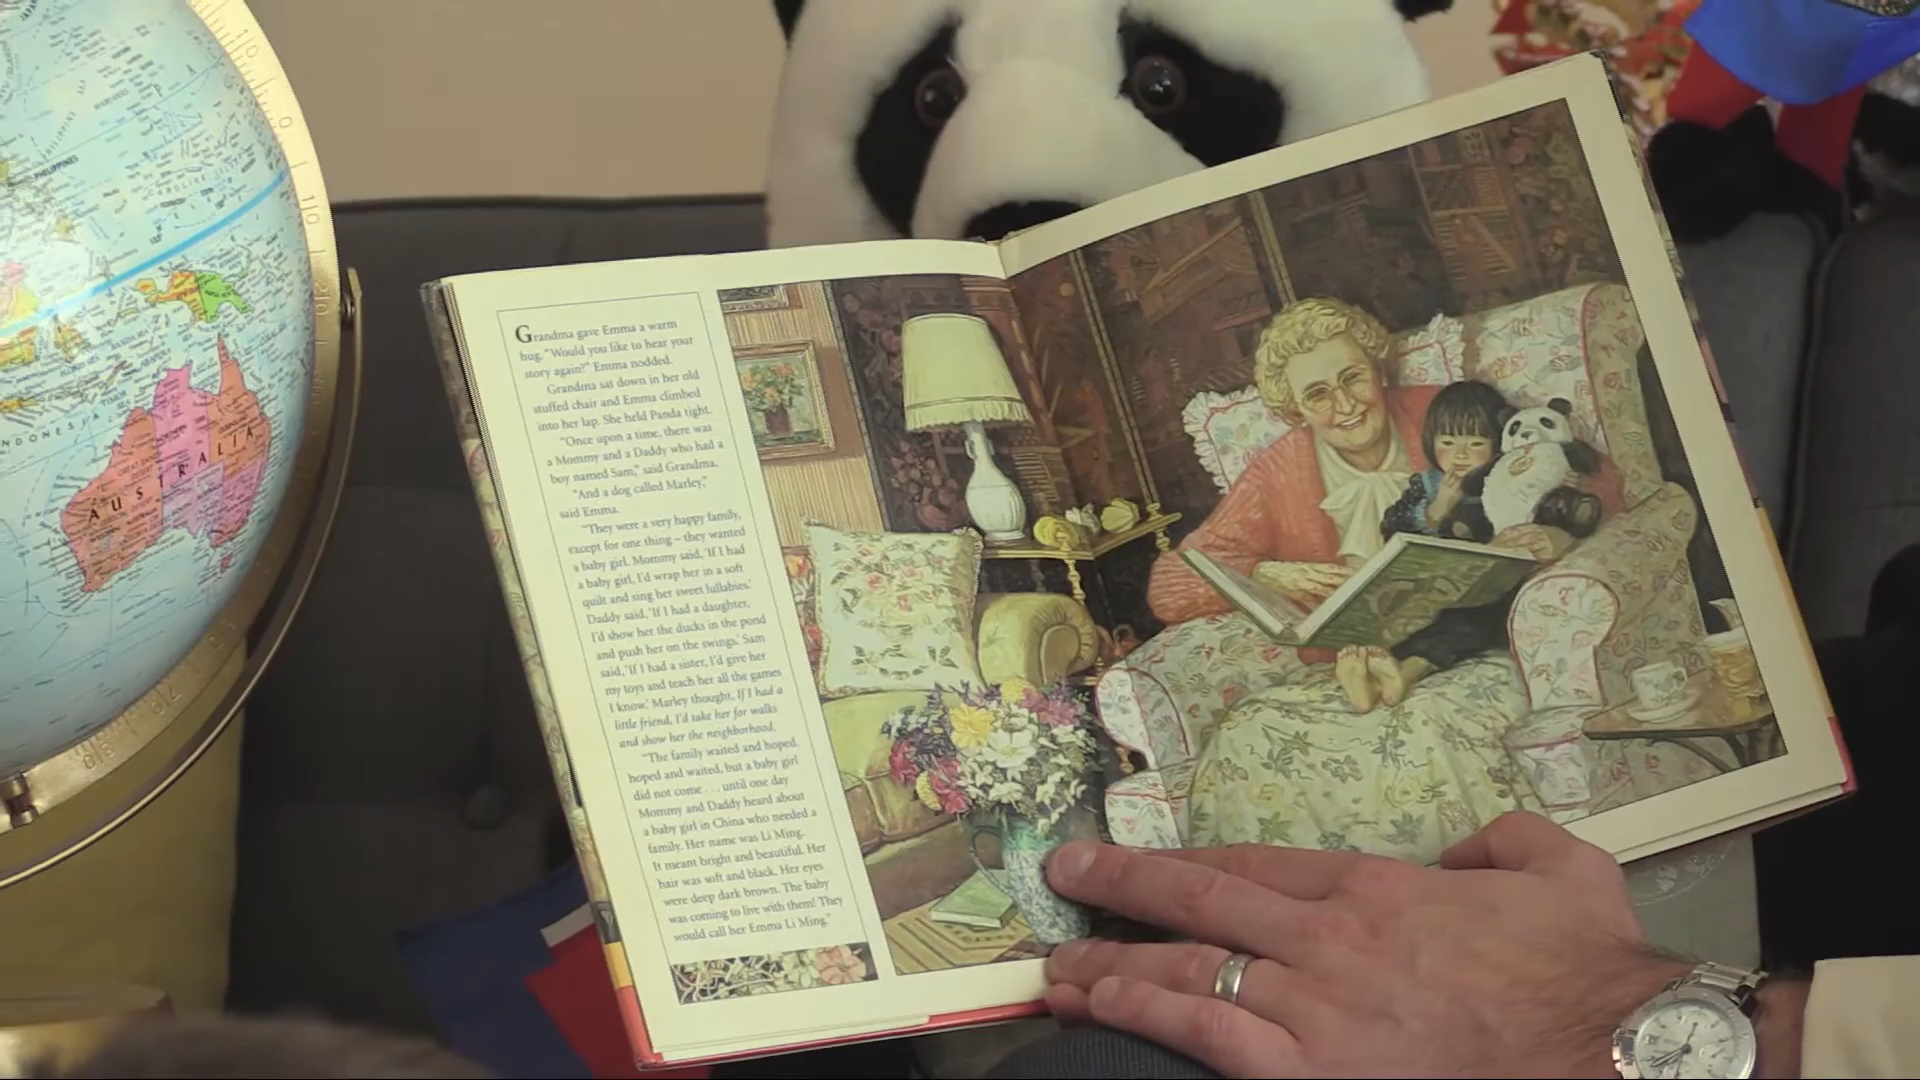 PHILIPPINES
CAROLINE IS.
INDONESIA
AUSTRALIA
Grandma gave Emma a warm
hug. "Would you like to hear your
story again?" Emma nodded.
Grandma sat down in her old
stuffed chair and Emma climbed
into her lap. She held Panda tight.
"Once upon a time, there was
a Mommy and a Daddy who had a
boy named Sam," said Grandma.
"And a dog called Marley,"
said Emma.
"They were a very happy family,
except for one thing – they wanted
a baby girl. Mommy said, 'If I had
a baby girl, I'd wrap her in a soft
quilt and sing her sweet lullabies.'
Daddy said, 'If I had a daughter,
I'd show her the ducks in the pond
and push her on the swings.' Sam
said, 'If I had a sister, I'd give her
my toys and teach her all the games
I know.' Marley thought, If I had a
little friend, I'd take her for walks
and show her the neighborhood.
"The family waited and hoped,
hoped and waited, but a baby girl
did not come . . . until one day
Mommy and Daddy heard about
a baby girl in China who needed a
family. Her name was Li Ming.
It meant bright and beautiful. Her
hair was soft and black. Her eyes
were deep dark brown. The baby
was coming to live with them! They
would call her Emma Li Ming."